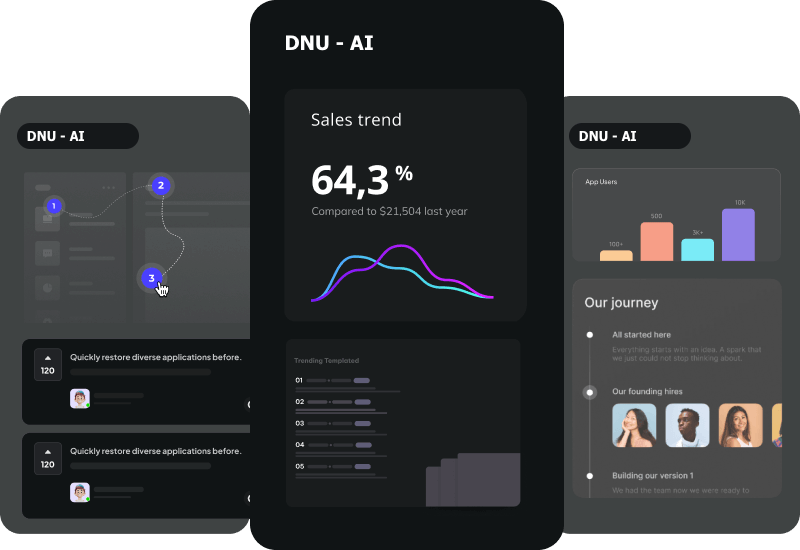 DNU - AI
1
2
3
120
Quickly restore diverse applications before.
120
Quickly restore diverse applications before.
DNU - AI
Sales trend
64,3 %
Compared to $21,504 last year
Trending Templated
01
02
03
04
05
DNU - AI
App Users
100+
500
3K+
10K
Our journey
All started here
Everything starts with an idea. A spark that
we just could not stop thinking about.
Our founding hires
Building our version 1
We had the team now we were ready to